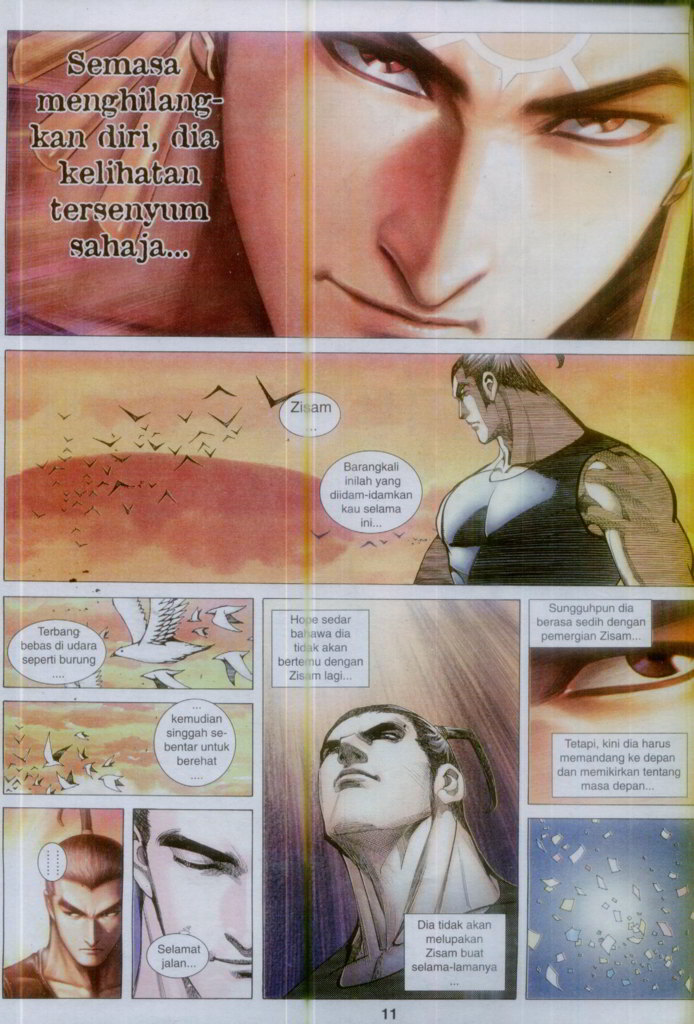 Semasa
menghilang-
kan diri, dia
kelihatan
tersenyum
sahaja...
Zisam
...
Barangkali
inilah yang
diidam-idamkan
kau selama
ini...
Terbang
bebas di udara
seperti burung
....
...
kemudian
singgah se-
bentar untuk
berehat
....
Selamat
jalan...
Hope sedar
bahawa dia
tidak akan
bertemu dengan
Zisam lagi...
Dia tidak akan
melupakan
Zisam buat
selama-lamanya
...
Sungguhpun dia
berasa sedih dengan
pemergian Zisam...
Tetapi, kini dia harus
memandang ke depan
dan memikirkan tentang
masa depan...
11